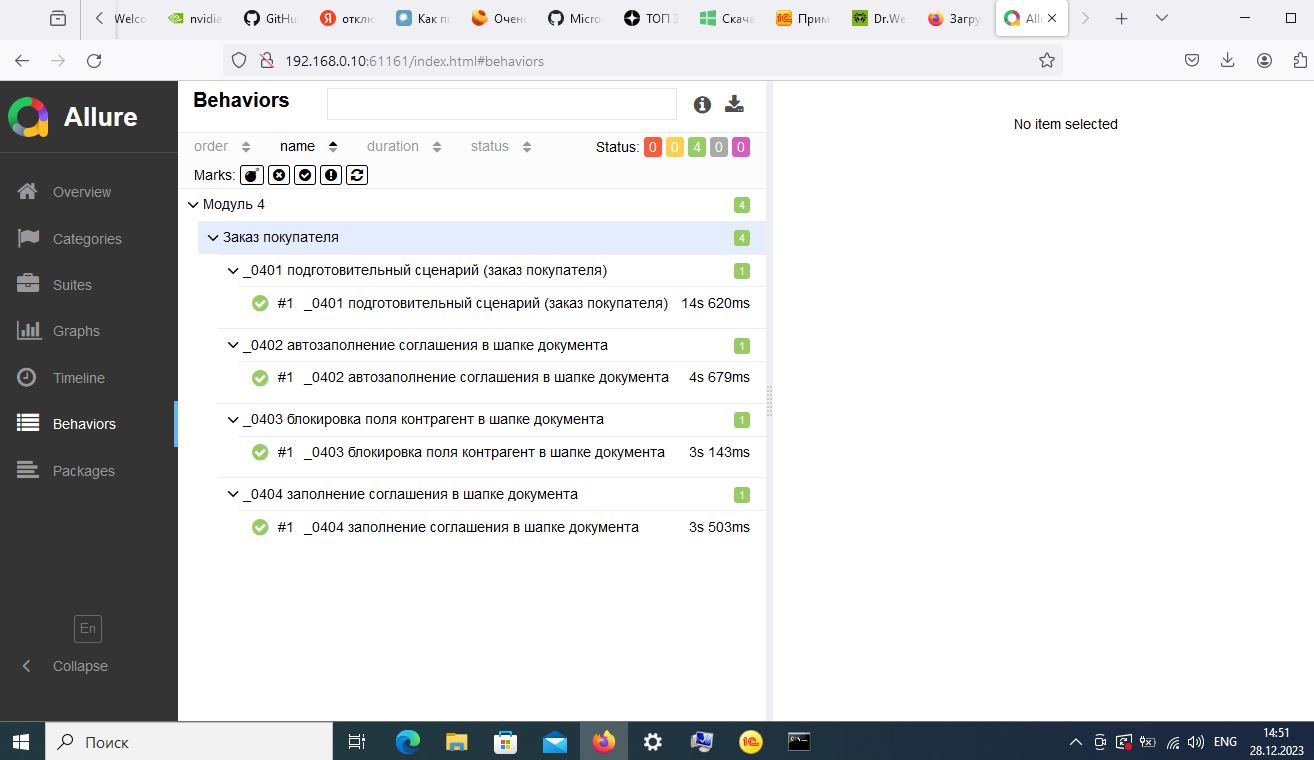 Welco nvidia GitHu отклю Как по Очень Micro ТОП Скача Прим Dr.We Загру Allu
192.168.0.10:61161/index.html#behaviors
Allure
Overview
Categories
Suites
Graphs
Timeline
Behaviors
Packages
En
Collapse
Behaviors
order name duration status Status: 0 0 4 0 0
Marks:
Модуль 4 4
Заказ покупателя 4
_0401 подготовительный сценарий (заказ покупателя) 1
#1 _0401 подготовительный сценарий (заказ покупателя) 14s 620ms
_0402 автозаполнение соглашения в шапке документа 1
#1 _0402 автозаполнение соглашения в шапке документа 4s 679ms
_0403 блокировка поля контрагент в шапке документа 1
#1 _0403 блокировка поля контрагент в шапке документа 3s 143ms
_0404 заполнение соглашения в шапке документа 1
#1 _0404 заполнение соглашения в шапке документа 3s 503ms
No item selected
Поиск
ENG
14:51
28.12.2023